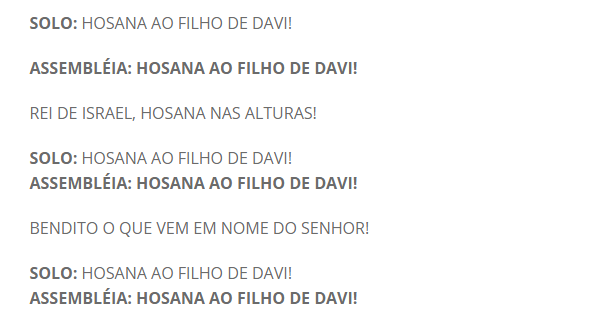 SOLO: HOSANA AO FILHO DE DAVI!
ASSEMBLÉIA: HOSANA AO FILHO DE DAVI!
REI DE ISRAEL, HOSANA NAS ALTURAS!
SOLO: HOSANA AO FILHO DE DAVI!
ASSEMBLÉIA: HOSANA AO FILHO DE DAVI!
BENDITO O QUE VEM EM NOME DO SENHOR!
SOLO: HOSANA AO FILHO DE DAVI!
ASSEMBLÉIA: HOSANA AO FILHO DE DAVI!